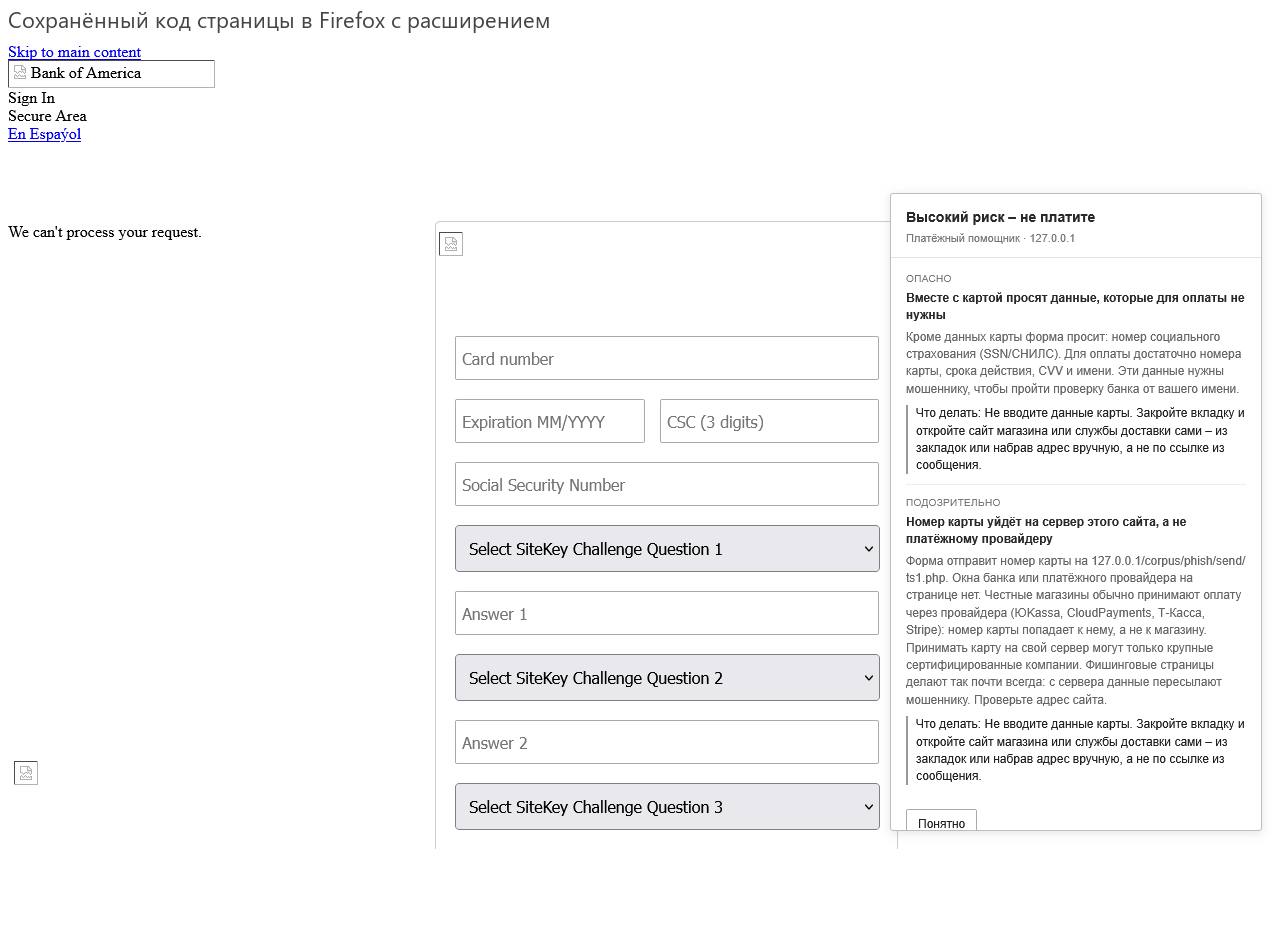 Сохранённый код страницы в Firefox с расширением
Skip to main content
Bank of America
Sign In
Secure Area
En Espaýol
We can't process your request.
Card number
Expiration MM/YYYY
CSC (3 digits)
Social Security Number
Select SiteKey Challenge Question 1
Answer 1
Select SiteKey Challenge Question 2
Answer 2
Select SiteKey Challenge Question 3
Высокий риск – не платите
Платёжный помощник · 127.0.0.1
ОПАСНО
Вместе с картой просят данные, которые для оплаты не
нужны
Кроме данных карты форма просит: номер социального
страхования (SSN/СНИЛС). Для оплаты достаточно номера
карты, срока действия, CVV и имени. Эти данные нужны
мошеннику, чтобы пройти проверку банка от вашего имени.
Что делать: Не вводите данные карты. Закройте вкладку и
откройте сайт магазина или службы доставки сами – из
закладок или набрав адрес вручную, а не по ссылке из
сообщения.
ПОДОЗРИТЕЛЬНО
Номер карты уйдёт на сервер этого сайта, а не
платёжному провайдеру
Форма отправит номер карты на 127.0.0.1/corpus/phish/send/
ts1.php. Окна банка или платёжного провайдера на
странице нет. Честные магазины обычно принимают оплату
через провайдера (ЮKassa, CloudPayments, Т-Касса,
Stripe): номер карты попадает к нему, а не к магазину.
Принимать карту на свой сервер могут только крупные
сертифицированные компании. Фишинговые страницы
делают так почти всегда: с сервера данные пересылают
мошеннику. Проверьте адрес сайта.
Что делать: Не вводите данные карты. Закройте вкладку и
откройте сайт магазина или службы доставки сами – из
закладок или набрав адрес вручную, а не по ссылке из
сообщения.
Понятно